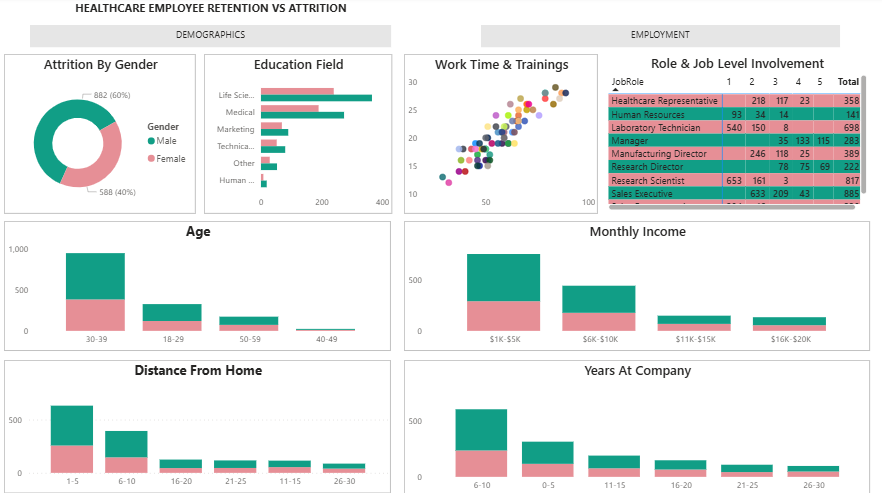 HEALTHCARE EMPLOYEE RETENTION VS ATTRITION
DEMOGRAPHICS
EMPLOYMENT
Attrition By Gender
882 (60%)
588 (40%)
Gender
Male
Female
Education Field
Life Scie...
Medical
Marketing
Technica...
Other
Human ...
0 200 400
Work Time & Trainings
30
25
20
15
10
50 100
Role & Job Level Involvement
JobRole 1 2 3 4 5 Total
Healthcare Representative 218 117 23 358
Human Resources 93 34 14 141
Laboratory Technician 540 150 8 698
Manager 35 133 115 283
Manufacturing Director 246 118 25 389
Research Director 78 75 69 222
Research Scientist 653 161 3 817
Sales Executive 633 209 43 885
Age
1,000
500
0
30-39 18-29 50-59 40-49
Monthly Income
500
0
$1K-$5K $6K-$10K $11K-$15K $16K-$20K
Distance From Home
500
0
1-5 6-10 16-20 21-25 11-15 26-30
Years At Company
500
0
6-10 0-5 11-15 16-20 21-25 26-30